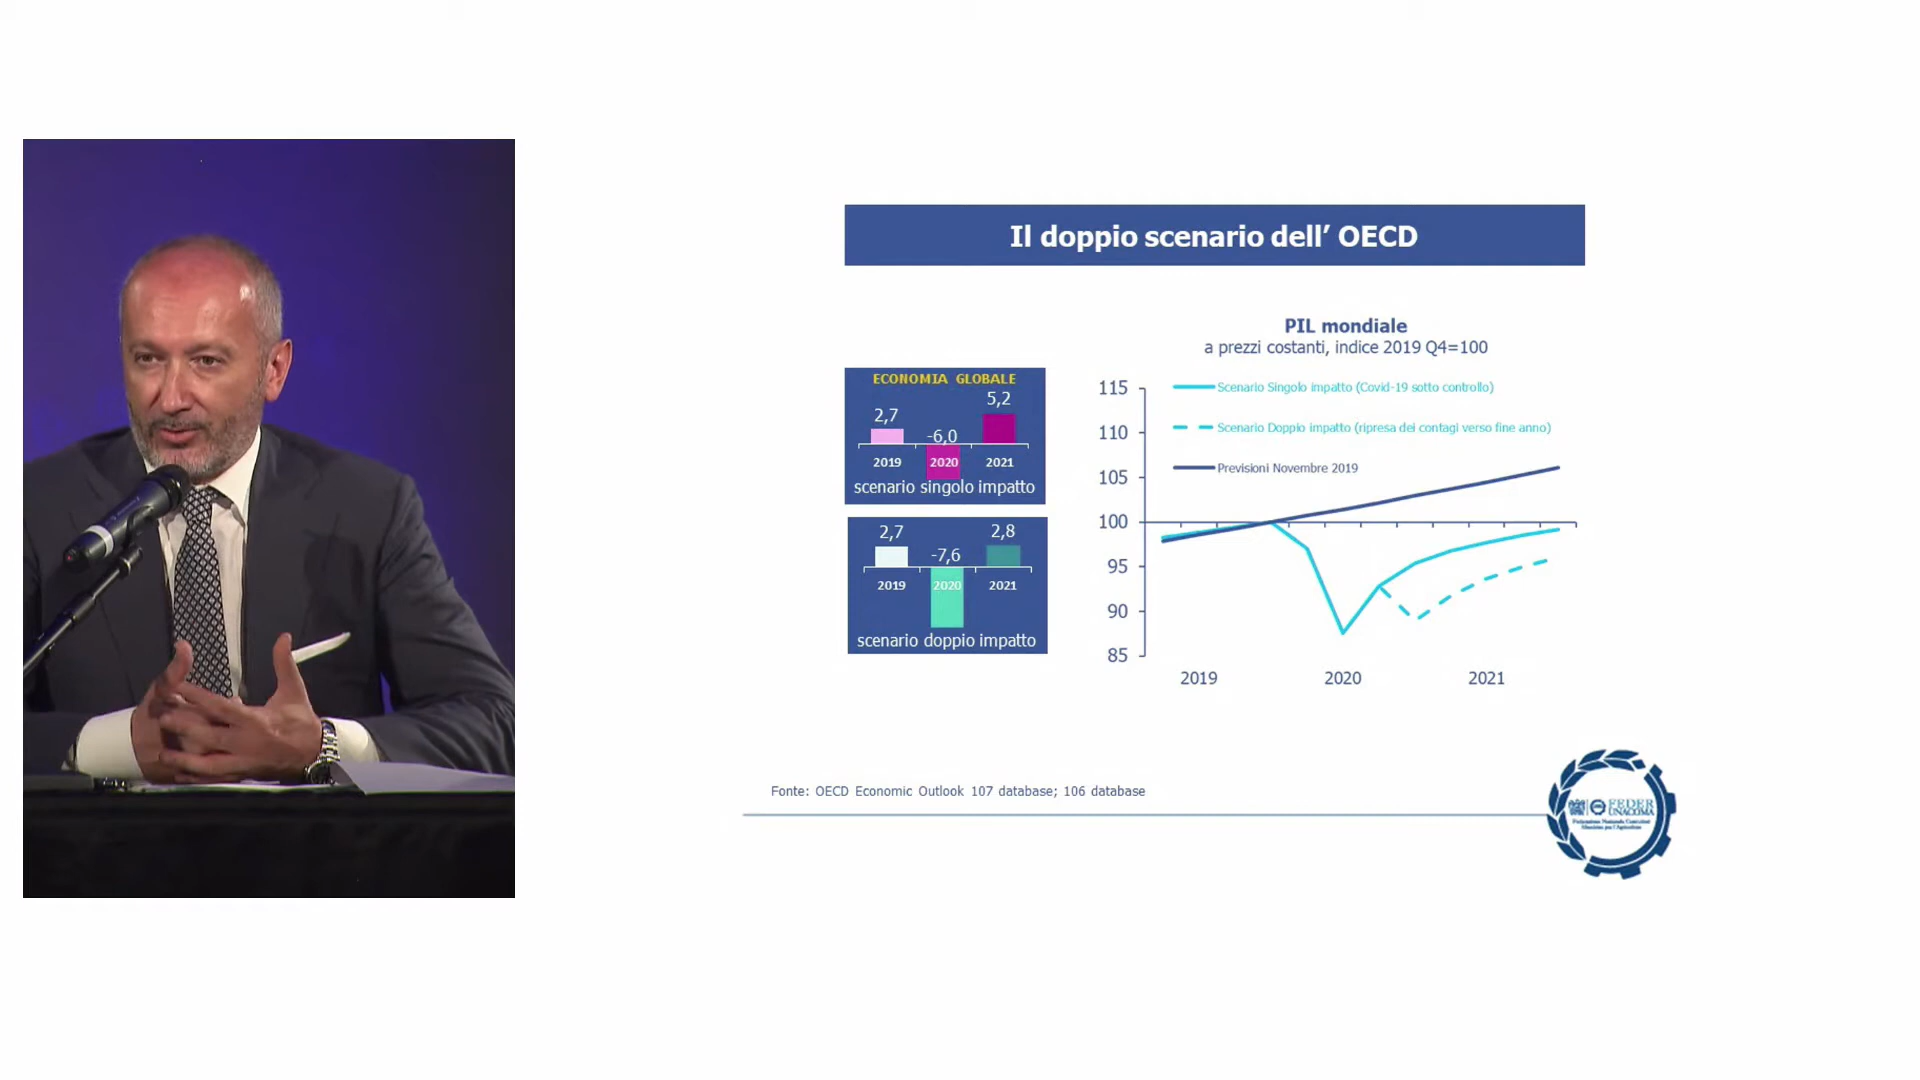 Il doppio scenario dell’ OECD
PIL mondiale
a prezzi costanti, indice 2019 Q4=100
ECONOMIA GLOBALE
2,7
-6,0
5,2
2019
2020
2021
scenario singolo impatto
2,7
-7,6
2,8
2019
2020
2021
scenario doppio impatto
Scenario Singolo impatto (Covid-19 sotto controllo)
Scenario Doppio impatto (ripresa dei contagi verso fine anno)
Previsioni Novembre 2019
115
110
105
100
95
90
85
2019
2020
2021
Fonte: OECD Economic Outlook 107 database; 106 database
FEDER
UNACOMA